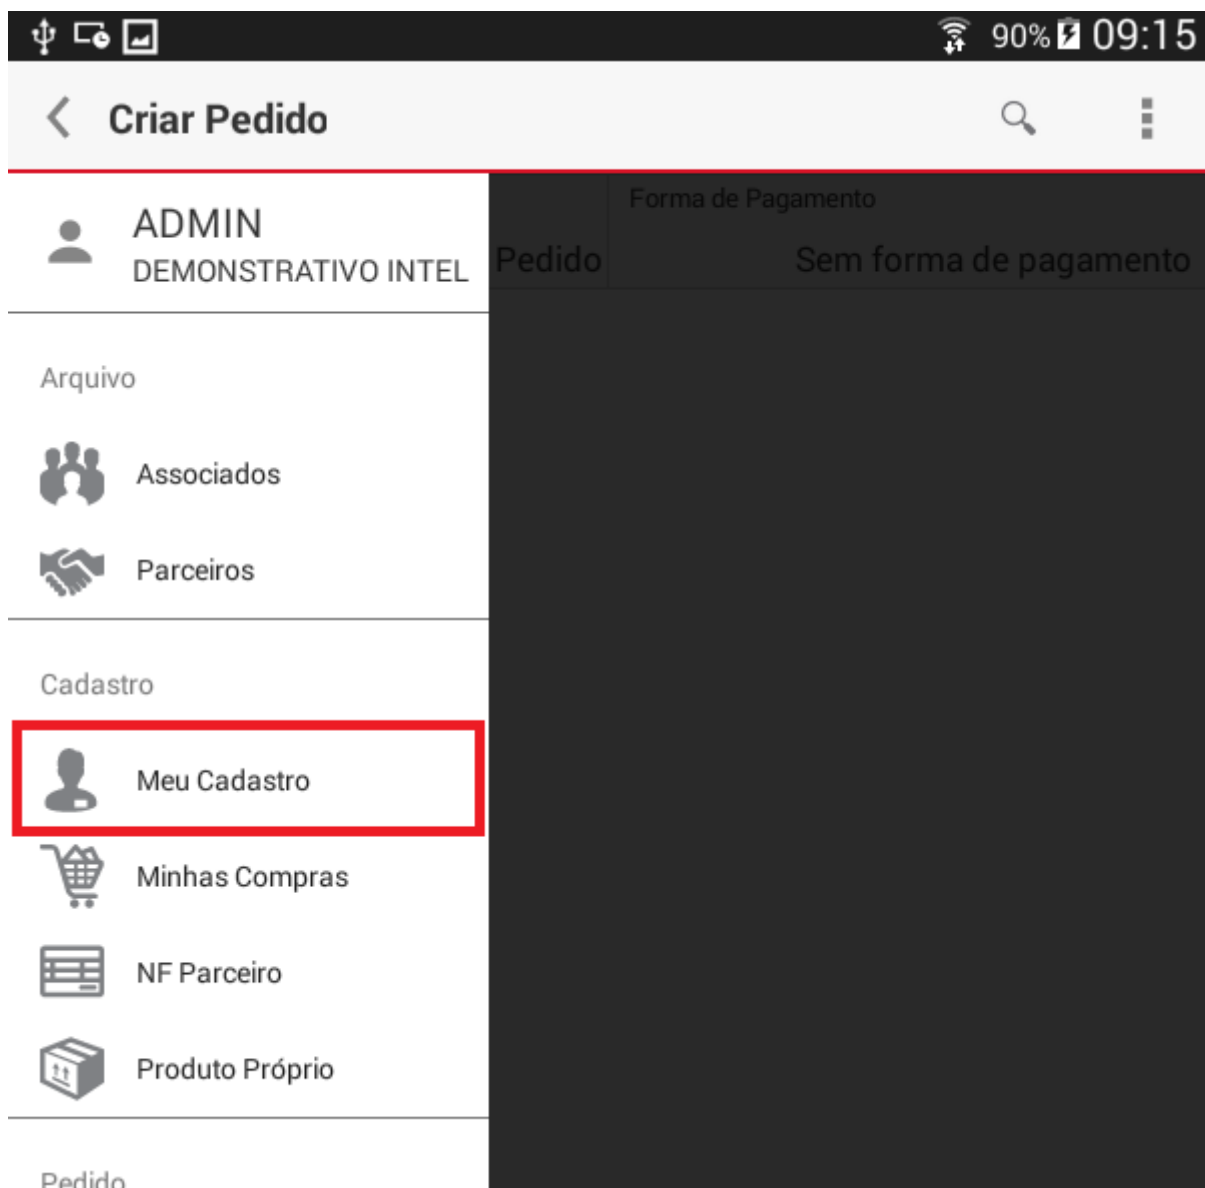 90% 09:15
Criar Pedido
ADMIN
DEMONSTRATIVO INTEL
Forma de Pagamento
Pedido
Sem forma de pagamento
Arquivo
Associados
Parceiros
Cadastro
Meu Cadastro
Minhas Compras
NF Parceiro
Produto Próprio
Pedido